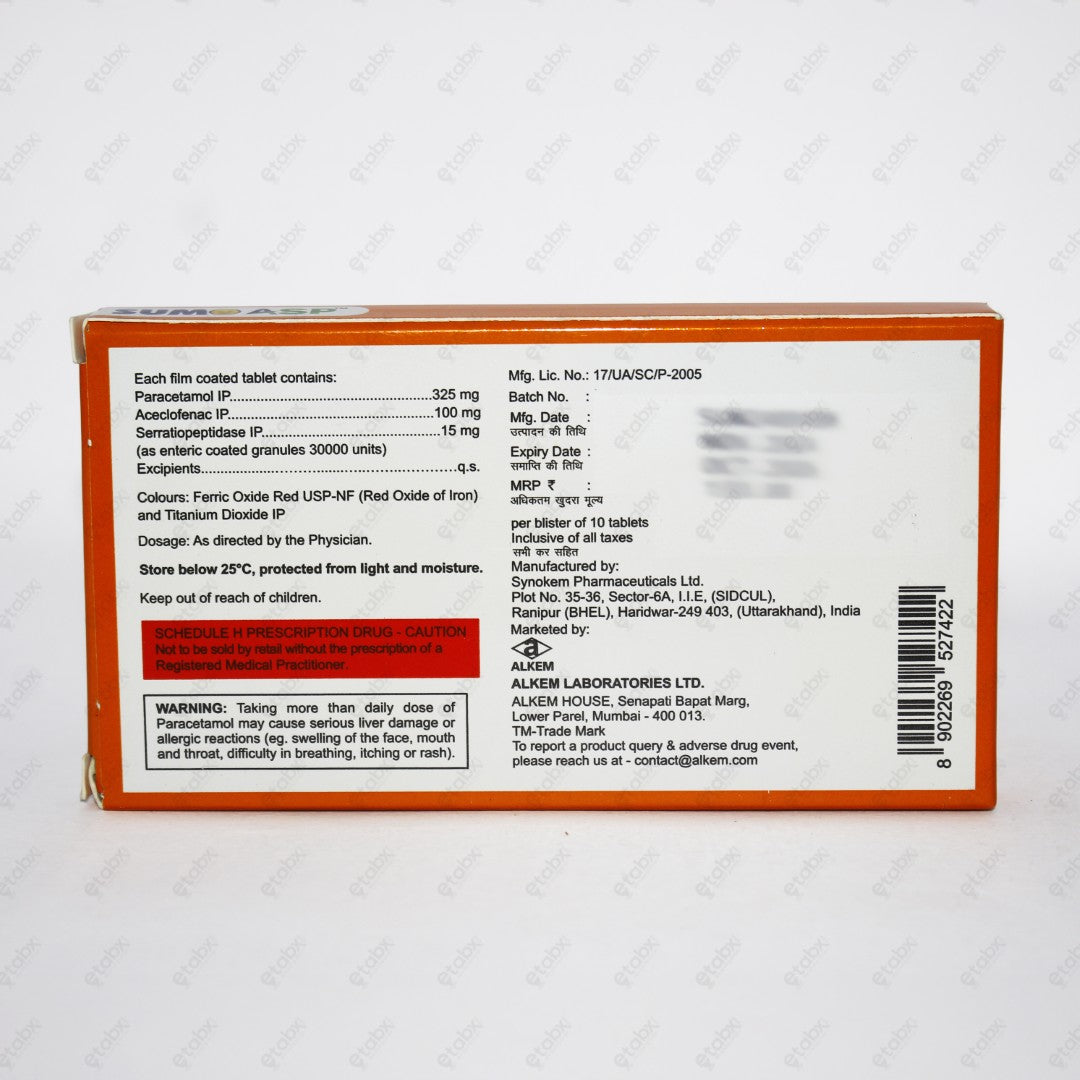 SUMO ASP™
Each film coated tablet contains:
Paracetamol IP..................................................325 mg
Aceclofenac IP..................................................100 mg
Serratiopeptidase IP...........................................15 mg
(as enteric coated granules 30000 units)
Excipients..........................................................q.s.
Colours: Ferric Oxide Red USP-NF (Red Oxide of Iron)
and Titanium Dioxide IP
Dosage: As directed by the Physician.
Store below 25°C, protected from light and moisture.
Keep out of reach of children.
SCHEDULE H PRESCRIPTION DRUG - CAUTION
Not to be sold by retail without the prescription of a
Registered Medical Practitioner.
WARNING: Taking more than daily dose of
Paracetamol may cause serious liver damage or
allergic reactions (eg. swelling of the face, mouth
and throat, difficulty in breathing, itching or rash).
Mfg. Lic. No.: 17/UA/SC/P-2005
Batch No. :
Mfg. Date :
उत्पादन की तिथि
Expiry Date :
समाप्ति की तिथि
MRP ₹ :
अधिकतम खुदरा मूल्य
per blister of 10 tablets
Inclusive of all taxes
सभी कर सहित
Manufactured by:
Synokem Pharmaceuticals Ltd.
Plot No. 35-36, Sector-6A, I.I.E, (SIDCUL),
Ranipur (BHEL), Haridwar-249 403, (Uttarakhand), India
Marketed by:
a
ALKEM
ALKEM LABORATORIES LTD.
ALKEM HOUSE, Senapati Bapat Marg,
Lower Parel, Mumbai - 400 013.
TM-Trade Mark
To report a product query & adverse drug event,
please reach us at - contact@alkem.com
8 902269 527422
etabx